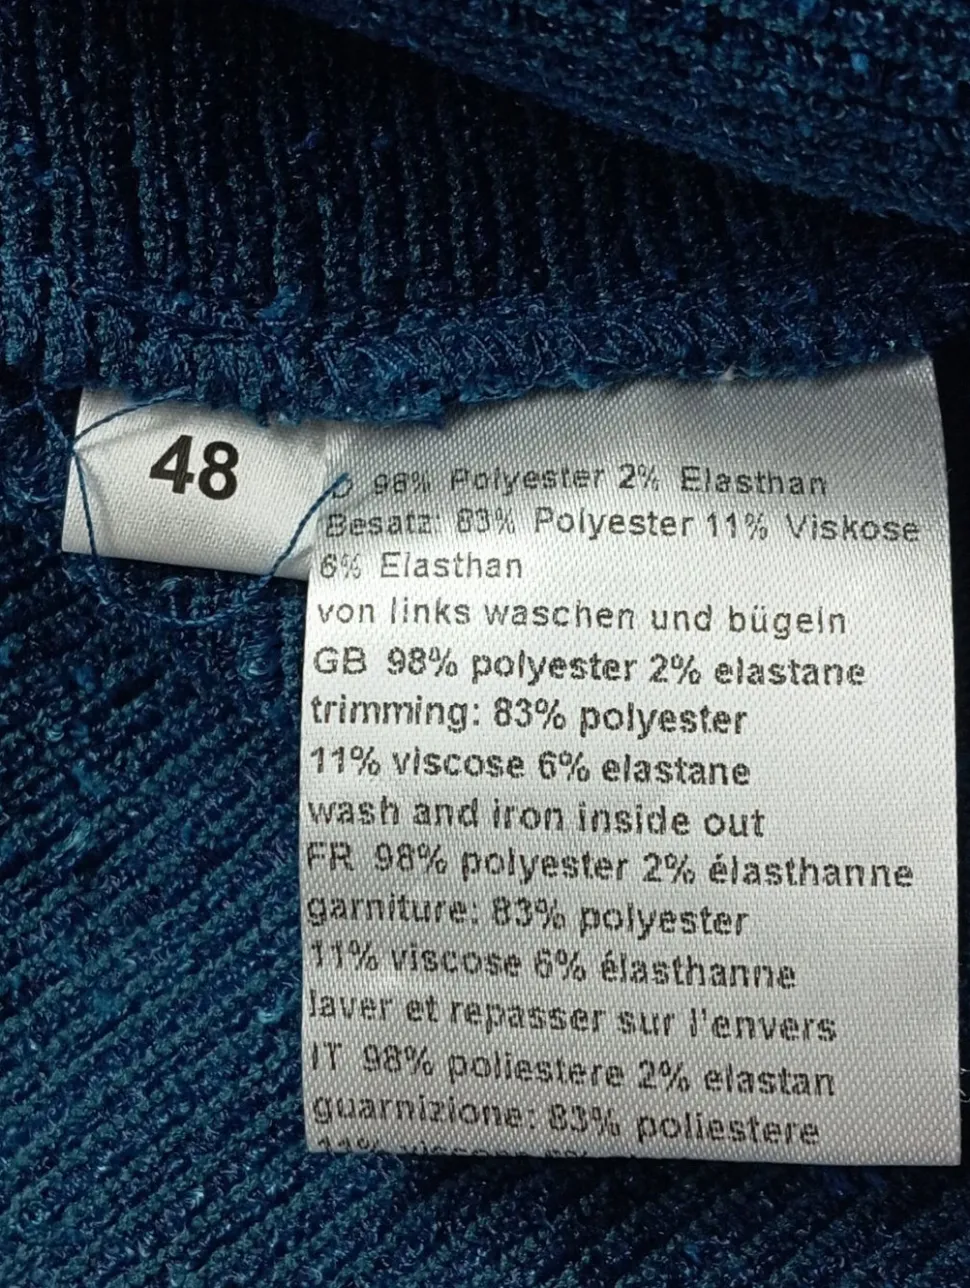 48
D 98% Polyester 2% Elasthan
Besatz: 83% Polyester 11% Viskose
6% Elasthan
von links waschen und bügeln
GB 98% polyester 2% elastane
trimming: 83% polyester
11% viscose 6% elastane
wash and iron inside out
FR 98% polyester 2% élasthanne
garniture: 83% polyester
11% viscose 6% élasthanne
laver et repasser sur l'envers
IT 98% poliestere 2% elastan
guarnizione: 83% poliestere
11%